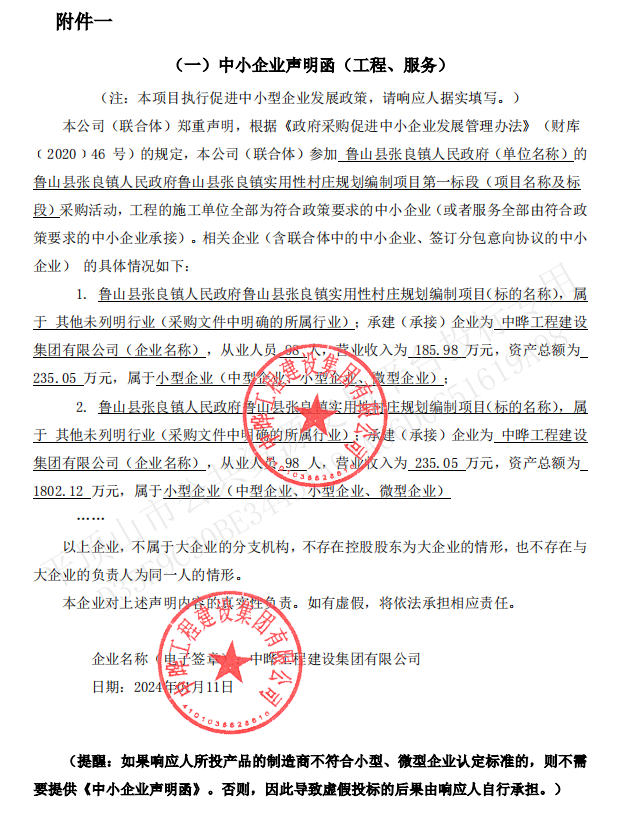 附件一
（一）中小企业声明函（工程、服务）
（注：本项目执行促进中小型企业发展政策，请响应人据实填写。）
本公司（联合体）郑重声明，根据《政府采购促进中小企业发展管理办法》（财库
﹝2020﹞46 号）的规定，本公司（联合体）参加 鲁山县张良镇人民政府（单位名称）的
鲁山县张良镇人民政府鲁山县张良镇实用性村庄规划编制项目第一标段（项目名称及标
段）采购活动，工程的施工单位全部为符合政策要求的中小企业（或者服务全部由符合政
策要求的中小企业承接）。相关企业（含联合体中的中小企业、签订分包意向协议的中小
企业） 的具体情况如下：
1. 鲁山县张良镇人民政府鲁山县张良镇实用性村庄规划编制项目(标的名称)，属
于 其他未列明行业（采购文件中明确的所属行业）；承建（承接）企业为 中晔工程建设
集团有限公司（企业名称），从业人员 98 人，营业收入为 185.98 万元，资产总额为
235.05 万元，属于小型企业（中型企业、小型企业、微型企业）；
2. 鲁山县张良镇人民政府鲁山县张良镇实用性村庄规划编制项目(标的名称)，属
于 其他未列明行业（采购文件中明确的所属行业）；承建（承接）企业为 中晔工程建设
集团有限公司（企业名称），从业人员 98 人，营业收入为 235.05 万元，资产总额为
1802.12 万元，属于小型企业（中型企业、小型企业、微型企业）
……
以上企业，不属于大企业的分支机构，不存在控股股东为大企业的情形，也不存在与
大企业的负责人为同一人的情形。
本企业对上述声明内容的真实性负责。如有虚假，将依法承担相应责任。
企业名称（电子签章）：中晔工程建设集团有限公司
日期：2024年 月11日
中晔工程建设集团有限公司
中晔工程建设集团有限公司
（提醒：如果响应人所投产品的制造商不符合小型、微型企业认定标准的，则不需
要提供《中小企业声明函》。否则，因此导致虚假投标的后果由响应人自行承担。）